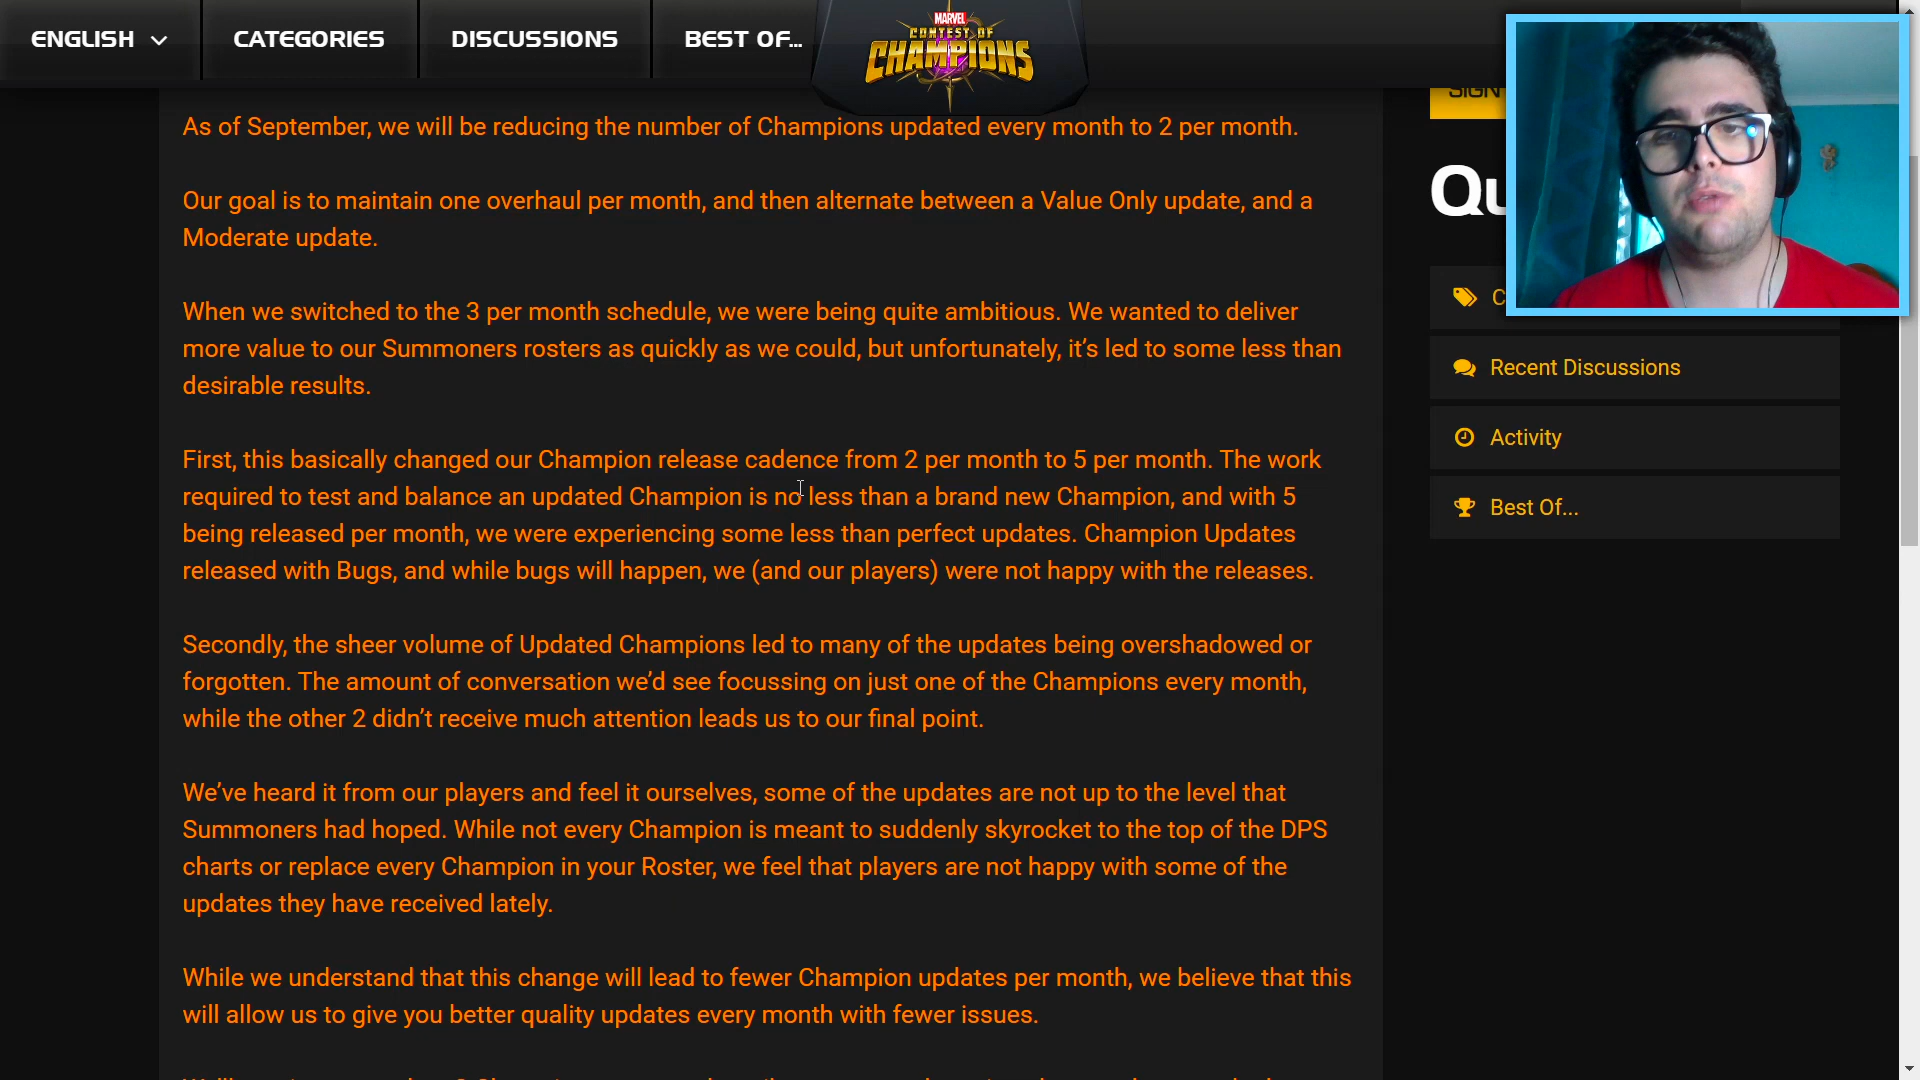 ENGLISH
CATEGORIES
DISCUSSIONS
BEST OF...
MARVEL
CONTEST OF
CHAMPIONS
As of September, we will be reducing the number of Champions updated every month to 2 per month.
Our goal is to maintain one overhaul per month, and then alternate between a Value Only update, and a
Moderate update.
When we switched to the 3 per month schedule, we were being quite ambitious. We wanted to deliver
more value to our Summoners rosters as quickly as we could, but unfortunately, it’s led to some less than
desirable results.
First, this basically changed our Champion release cadence from 2 per month to 5 per month. The work
required to test and balance an updated Champion is no less than a brand new Champion, and with 5
being released per month, we were experiencing some less than perfect updates. Champion Updates
released with Bugs, and while bugs will happen, we (and our players) were not happy with the releases.
Secondly, the sheer volume of Updated Champions led to many of the updates being overshadowed or
forgotten. The amount of conversation we’d see focussing on just one of the Champions every month,
while the other 2 didn’t receive much attention leads us to our final point.
We’ve heard it from our players and feel it ourselves, some of the updates are not up to the level that
Summoners had hoped. While not every Champion is meant to suddenly skyrocket to the top of the DPS
charts or replace every Champion in your Roster, we feel that players are not happy with some of the
updates they have received lately.
While we understand that this change will lead to fewer Champion updates per month, we believe that this
will allow us to give you better quality updates every month with fewer issues.
SIGN
Recent Discussions
Activity
Best Of...